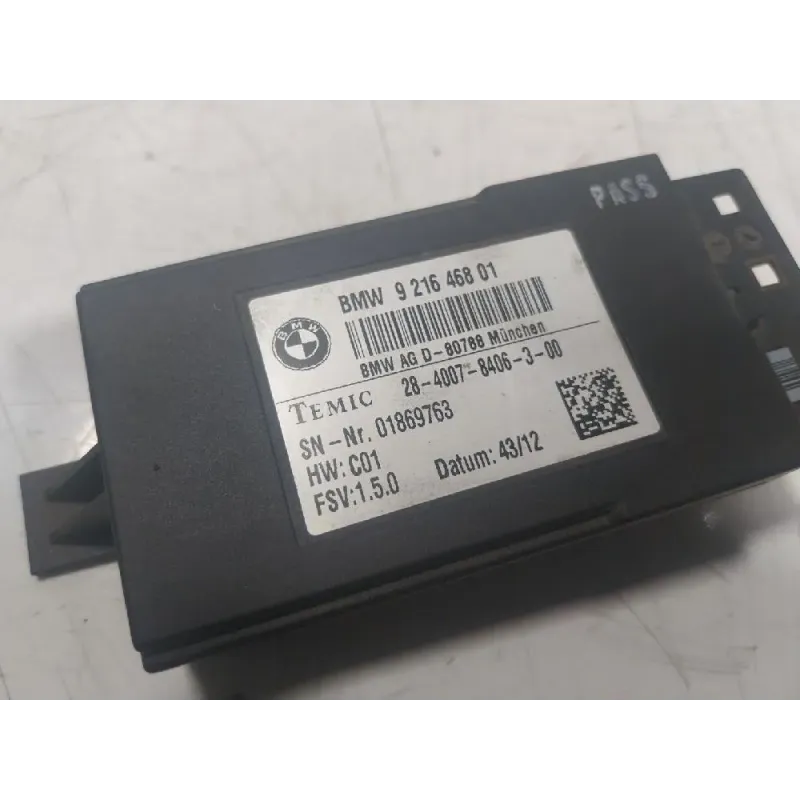 PASS
BMW 9 216 468 01
BMW
BMW AG D-80788 München
TEMIC 28-4007-8406-3-00
SN-Nr. 01869763
HW:C01 Datum: 43/12
FSV:1.5.0